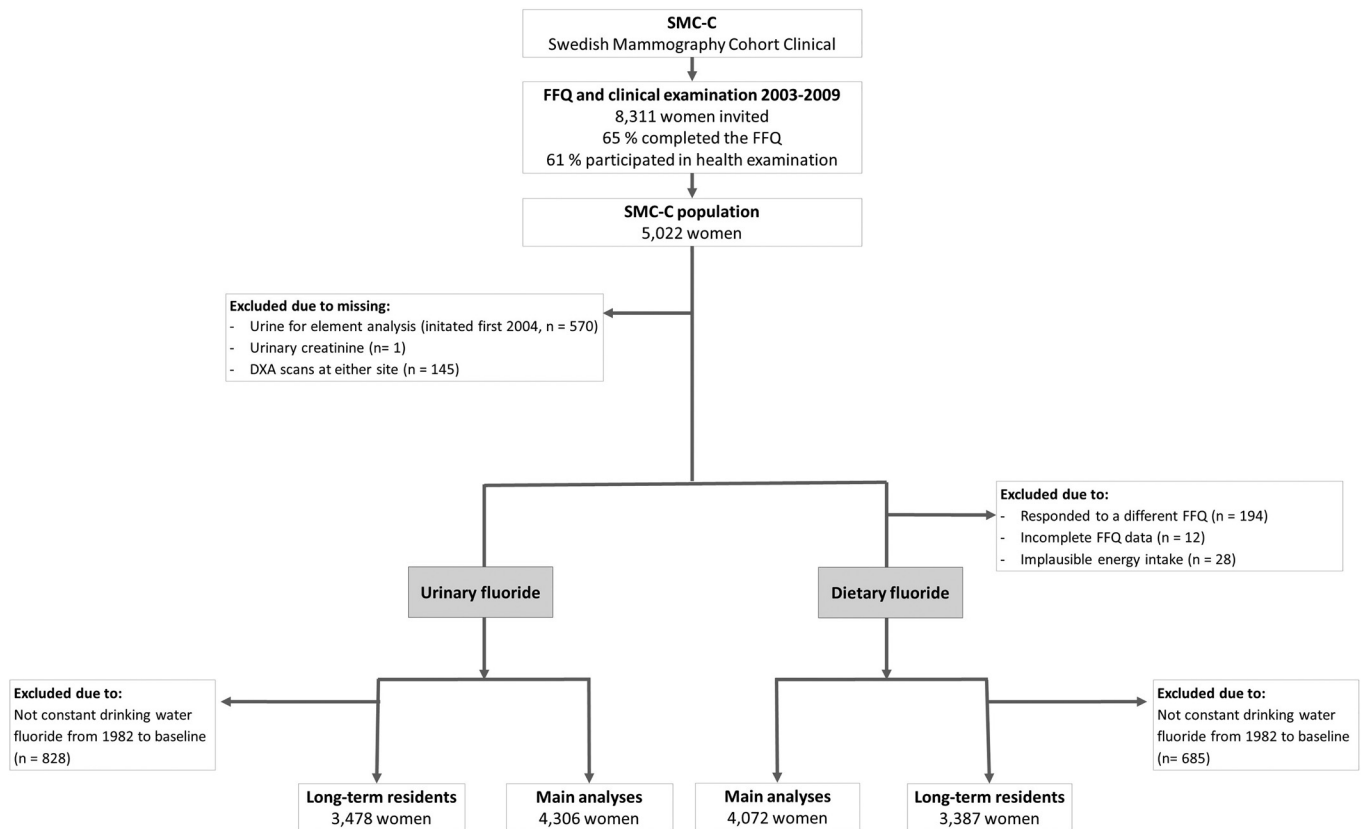 SMC-C
Swedish Mammography Cohort Clinical
FFQ and clinical examination 2003-2009
8,311 women invited
65 % completed the FFQ
61 % participated in health examination
SMC-C population
5,022 women
Excluded due to missing:
- Urine for element analysis (initated first 2004, n = 570)
- Urinary creatinine (n= 1)
- DXA scans at either site (n = 145)
Excluded due to:
- Responded to a different FFQ (n = 194)
- Incomplete FFQ data (n = 12)
- Implausible energy intake (n = 28)
Urinary fluoride
Dietary fluoride
Excluded due to:
Not constant drinking water
fluoride from 1982 to baseline
(n = 828)
Excluded due to:
Not constant drinking water
fluoride from 1982 to baseline
(n= 685)
Long-term residents
3,478 women
Main analyses
4,306 women
Main analyses
4,072 women
Long-term residents
3,387 women